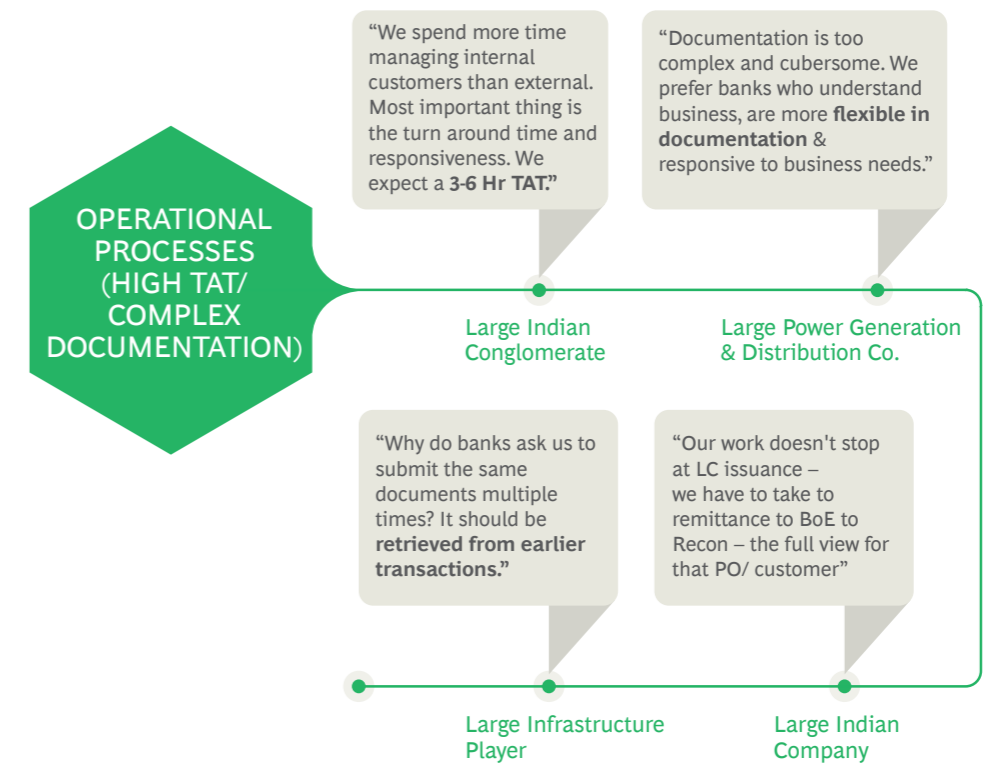 OPERATIONAL
PROCESSES
(HIGH TAT/
COMPLEX
DOCUMENTATION)
“We spend more time
managing internal
customers than external.
Most important thing is
the turn around time and
responsiveness. We
expect a 3-6 Hr TAT.”
Large Indian
Conglomerate
“Documentation is too
complex and cubersome. We
prefer banks who understand
business, are more flexible in
documentation &
responsive to business needs.”
Large Power Generation
& Distribution Co.
“Why do banks ask us to
submit the same
documents multiple
times? It should be
retrieved from earlier
transactions.”
Large Infrastructure
Player
“Our work doesn't stop
at LC issuance –
we have to take to
remittance to BoE to
Recon – the full view for
that PO/ customer”
Large Indian
Company